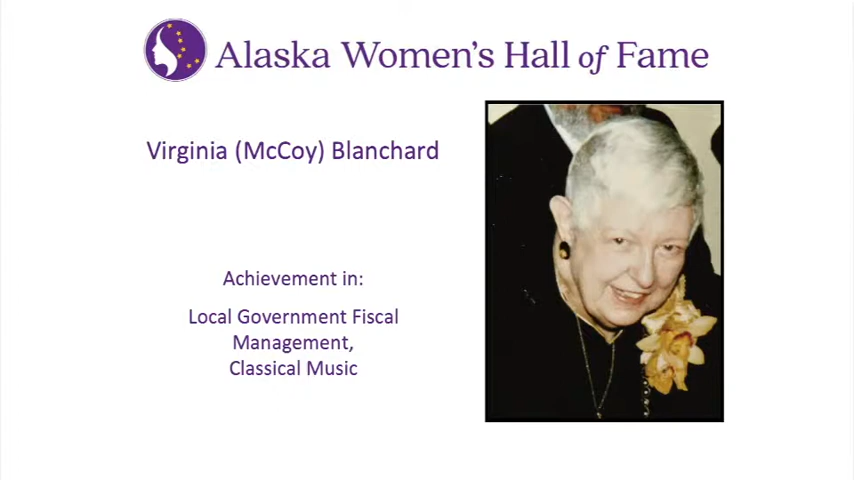 Alaska Women's Hall of Fame
Virginia (McCoy) Blanchard
Achievement in:
Local Government Fiscal
Management,
Classical Music